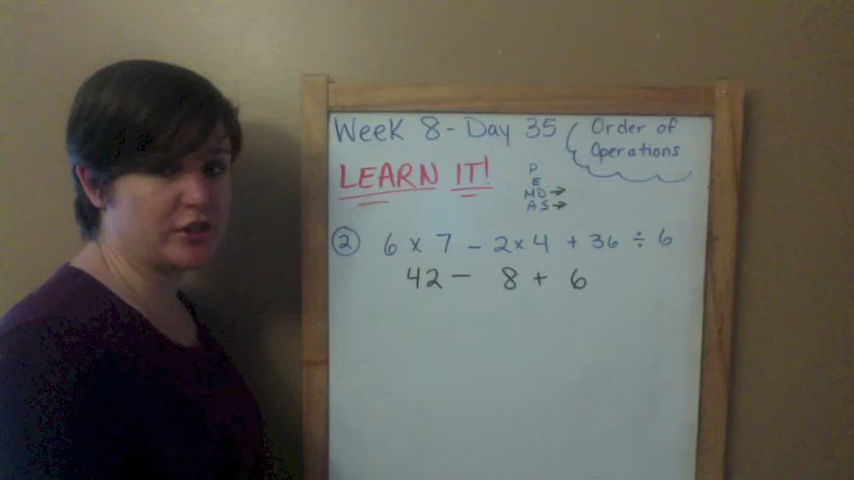 Week 8 - Day 35
Order of
Operations
LEARN IT!
P
E
MD→
AS→
② 6 × 7 - 2 × 4 + 36 ÷ 6
42 - 8 + 6